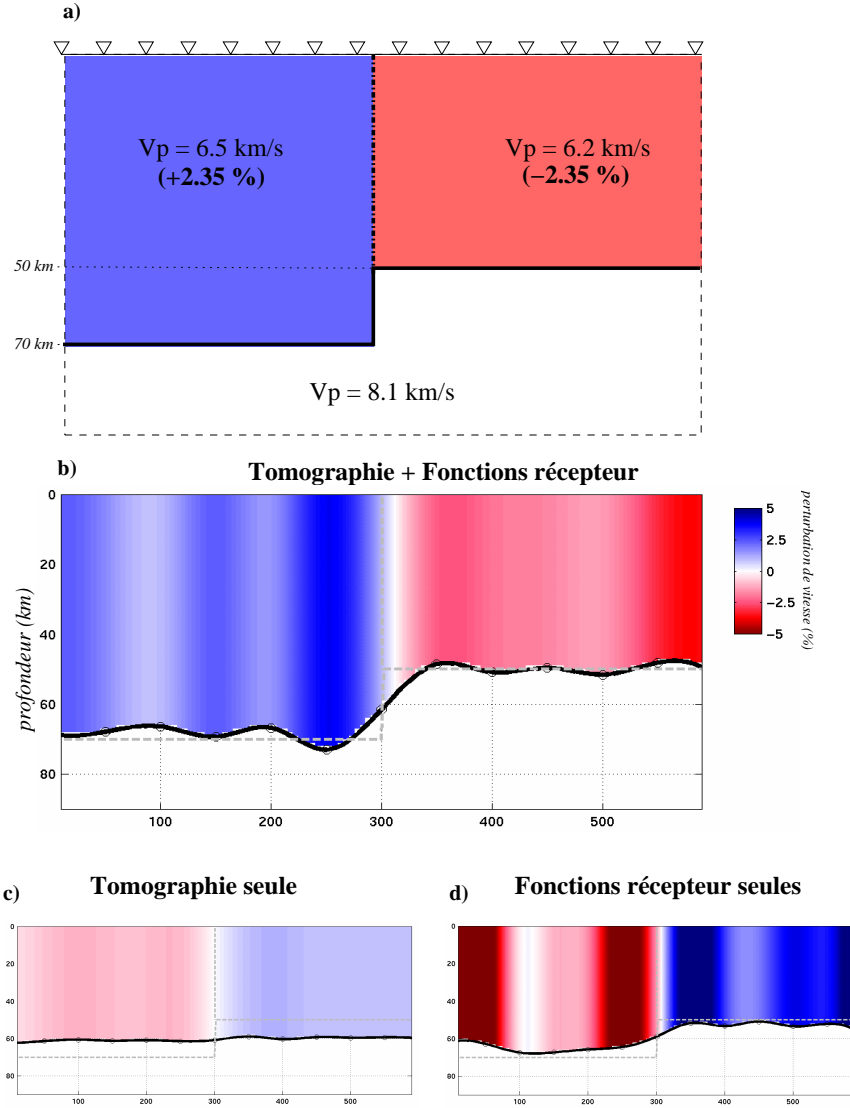 a)
Vp = 6.5 km/s
(+2.35 %)
Vp = 6.2 km/s
(−2.35 %)
50 km
70 km
Vp = 8.1 km/s
b)
Tomographie + Fonctions récepteur
0
20
40
60
80
profondeur (km)
100
200
300
400
500
5
2.5
0
−2.5
−5
perturbation de vitesse (%)
c)
Tomographie seule
0
20
40
60
80
100
200
300
400
500
d)
Fonctions récepteur seules
0
20
40
60
80
100
200
300
400
500